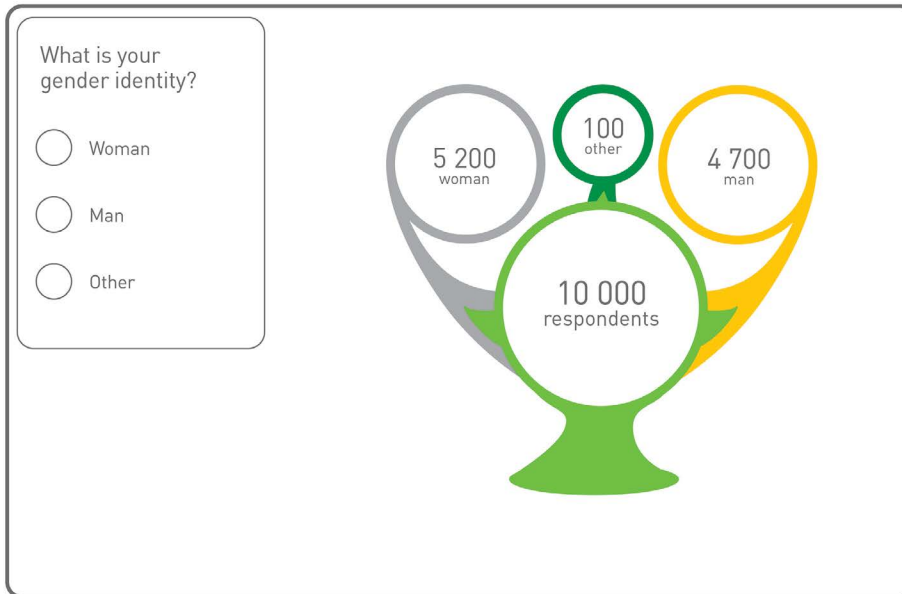 What is your
gender identity?
Woman
Man
Other
5 200
woman
100
other
4 700
man
10 000
respondents